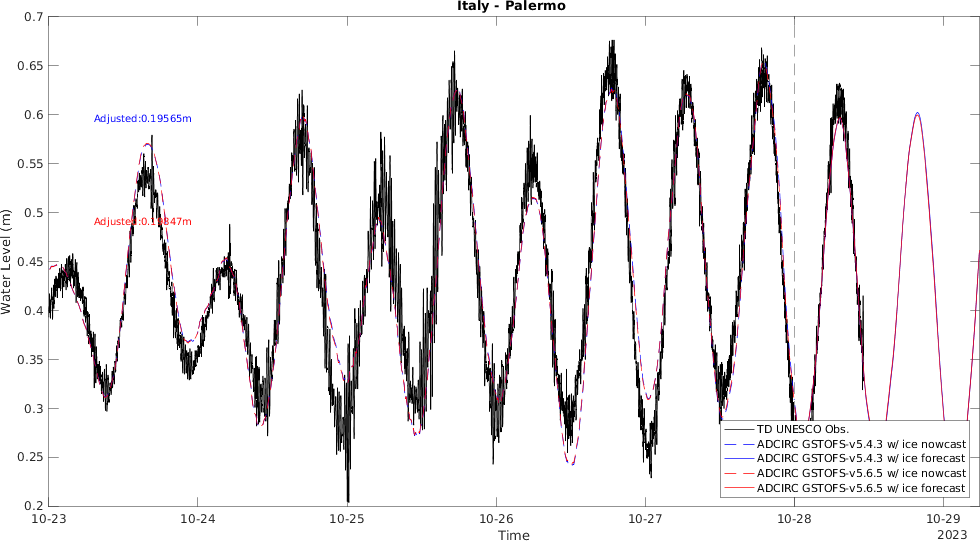 Italy - Palermo
0.7
0.65
0.6
0.55
0.5
0.45
0.4
0.35
0.3
0.25
0.2
Water Level (m)
Adjusted:0.19565m
Adjusted:0.19847m
TD UNESCO Obs.
ADCIRC GSTOFS-v5.4.3 w/ ice nowcast
ADCIRC GSTOFS-v5.4.3 w/ ice forecast
ADCIRC GSTOFS-v5.6.5 w/ ice nowcast
ADCIRC GSTOFS-v5.6.5 w/ ice forecast
10-23 10-24 10-25 10-26 10-27 10-28 10-29
Time
2023